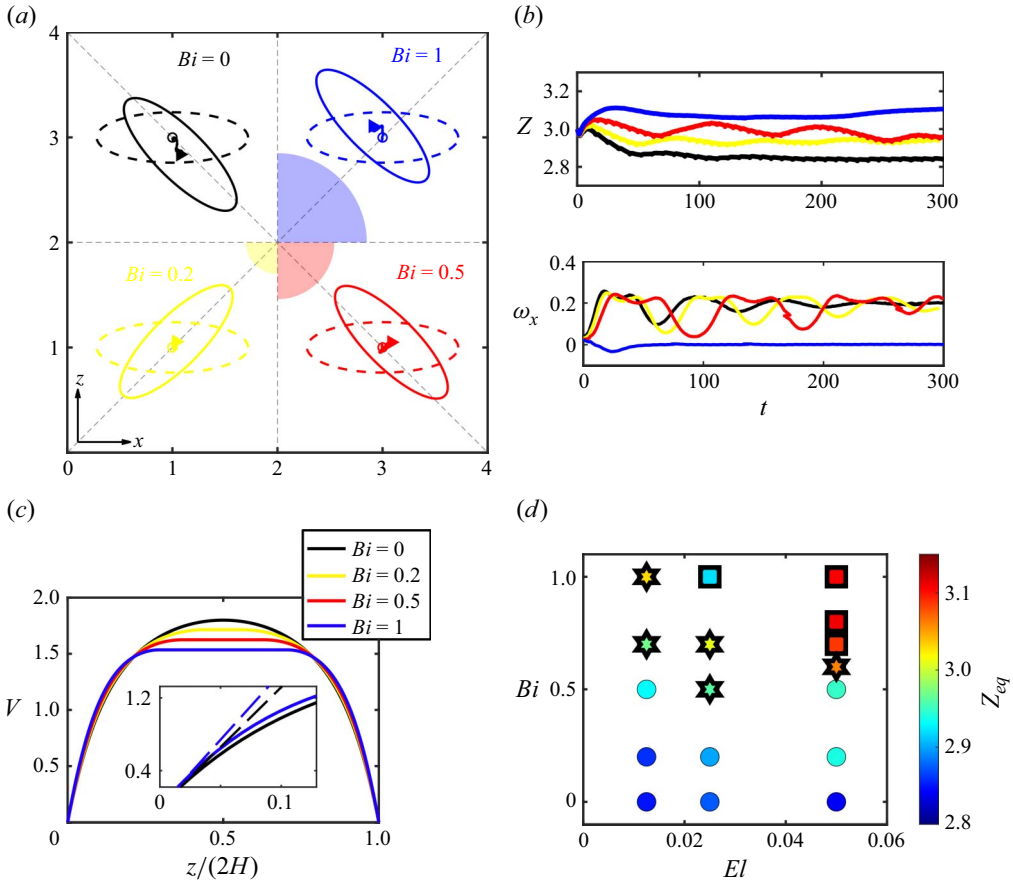 (a)
4
3
2
1
0
0
1
2
3
4
Bi = 0
Bi = 1
Bi = 0.2
Bi = 0.5
z
x
(b)
Z
3.2
3.0
2.8
0
100
200
300
ω_x
0.4
0.2
0
0
100
200
300
t
(c)
V
2.0
1.5
1.0
0.5
0
0
0.5
1.0
z/(2H)
Bi = 0
Bi = 0.2
Bi = 0.5
Bi = 1
1.2
0.4
0
0.1
(d)
Bi
1.0
0.5
0
0
0.02
0.04
0.06
El
3.1
3.0
2.9
2.8
Z_eq